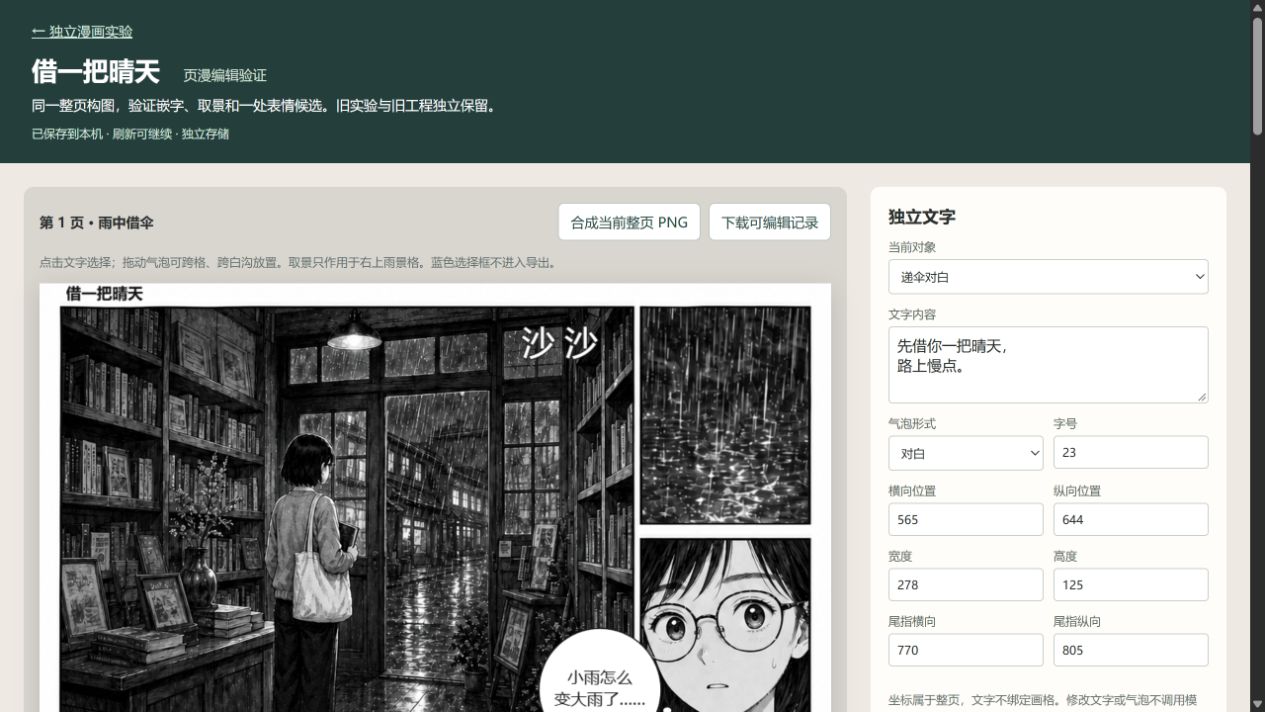 ← 独立漫画实验
借一把晴天 页漫编辑验证
同一整页构图，验证嵌字、取景和一处表情候选。旧实验与旧工程独立保留。
已保存到本机 · 刷新可继续 · 独立存储
第 1 页 · 雨中借伞
合成当前整页 PNG
下载可编辑记录
点击文字选择；拖动气泡可跨格、跨白沟放置。取景只作用于右上雨景格。蓝色选择框不进入导出。
借一把晴天
沙 沙
小雨怎么
变大雨了……
独立文字
当前对象
递伞对白
文字内容
先借你一把晴天，
路上慢点。
气泡形式 字号
对白 23
横向位置 纵向位置
565 644
宽度 高度
278 125
尾指横向 尾指纵向
770 805
坐标属于整页，文字不绑定画格。修改文字或气泡不调用模